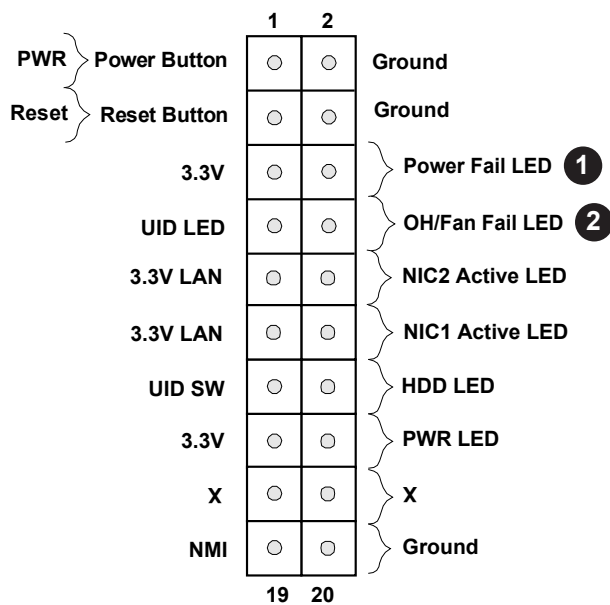 1 2
PWR Power Button Ground
Reset Reset Button Ground
3.3V Power Fail LED 1
UID LED OH/Fan Fail LED 2
3.3V LAN NIC2 Active LED
3.3V LAN NIC1 Active LED
UID SW HDD LED
3.3V PWR LED
X X
NMI Ground
19 20